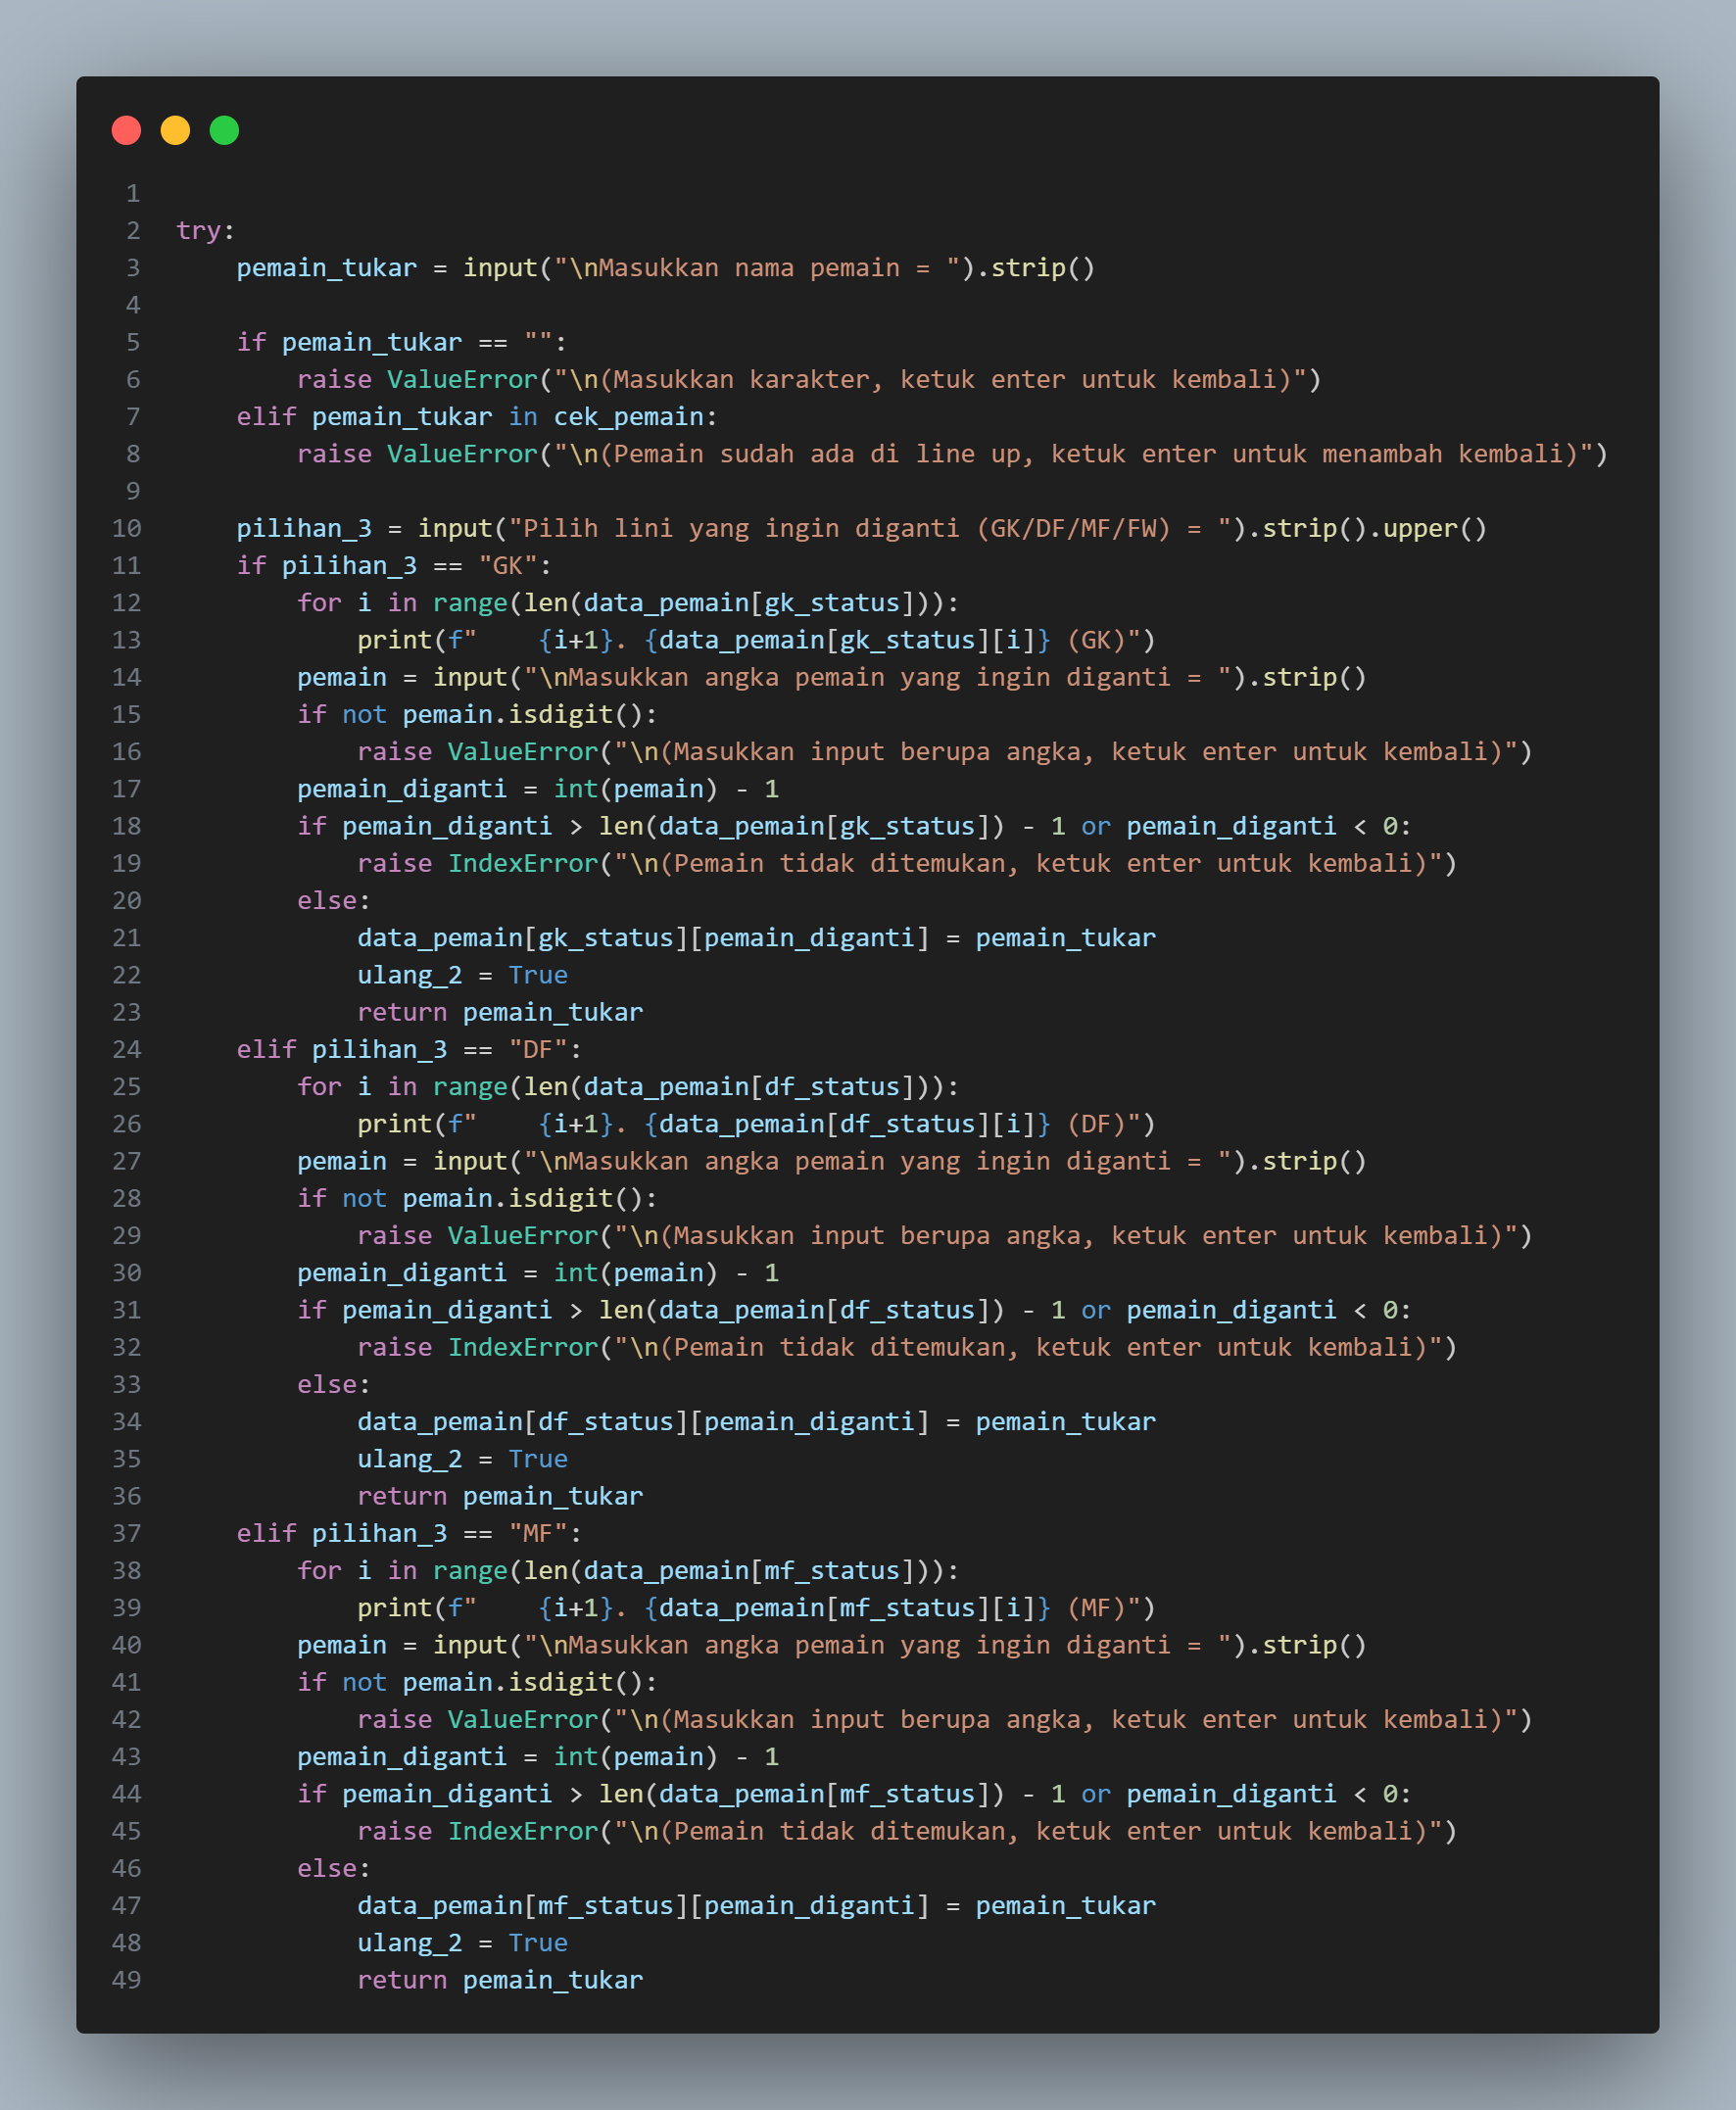 1
2 try:
3     pemain_tukar = input("\nMasukkan nama pemain = ").strip()
4
5     if pemain_tukar == "":
6         raise ValueError("\n(Masukkan karakter, ketuk enter untuk kembali)")
7     elif pemain_tukar in cek_pemain:
8         raise ValueError("\n(Pemain sudah ada di line up, ketuk enter untuk menambah kembali)")
9
10     pilihan_3 = input("Pilih lini yang ingin diganti (GK/DF/MF/FW) = ").strip().upper()
11     if pilihan_3 == "GK":
12         for i in range(len(data_pemain[gk_status])):
13             print(f"    {i+1}. {data_pemain[gk_status][i]} (GK)")
14         pemain = input("\nMasukkan angka pemain yang ingin diganti = ").strip()
15         if not pemain.isdigit():
16             raise ValueError("\n(Masukkan input berupa angka, ketuk enter untuk kembali)")
17         pemain_diganti = int(pemain) - 1
18         if pemain_diganti > len(data_pemain[gk_status]) - 1 or pemain_diganti < 0:
19             raise IndexError("\n(Pemain tidak ditemukan, ketuk enter untuk kembali)")
20         else:
21             data_pemain[gk_status][pemain_diganti] = pemain_tukar
22             ulang_2 = True
23             return pemain_tukar
24     elif pilihan_3 == "DF":
25         for i in range(len(data_pemain[df_status])):
26             print(f"    {i+1}. {data_pemain[df_status][i]} (DF)")
27         pemain = input("\nMasukkan angka pemain yang ingin diganti = ").strip()
28         if not pemain.isdigit():
29             raise ValueError("\n(Masukkan input berupa angka, ketuk enter untuk kembali)")
30         pemain_diganti = int(pemain) - 1
31         if pemain_diganti > len(data_pemain[df_status]) - 1 or pemain_diganti < 0:
32             raise IndexError("\n(Pemain tidak ditemukan, ketuk enter untuk kembali)")
33         else:
34             data_pemain[df_status][pemain_diganti] = pemain_tukar
35             ulang_2 = True
36             return pemain_tukar
37     elif pilihan_3 == "MF":
38         for i in range(len(data_pemain[mf_status])):
39             print(f"    {i+1}. {data_pemain[mf_status][i]} (MF)")
40         pemain = input("\nMasukkan angka pemain yang ingin diganti = ").strip()
41         if not pemain.isdigit():
42             raise ValueError("\n(Masukkan input berupa angka, ketuk enter untuk kembali)")
43         pemain_diganti = int(pemain) - 1
44         if pemain_diganti > len(data_pemain[mf_status]) - 1 or pemain_diganti < 0:
45             raise IndexError("\n(Pemain tidak ditemukan, ketuk enter untuk kembali)")
46         else:
47             data_pemain[mf_status][pemain_diganti] = pemain_tukar
48             ulang_2 = True
49             return pemain_tukar